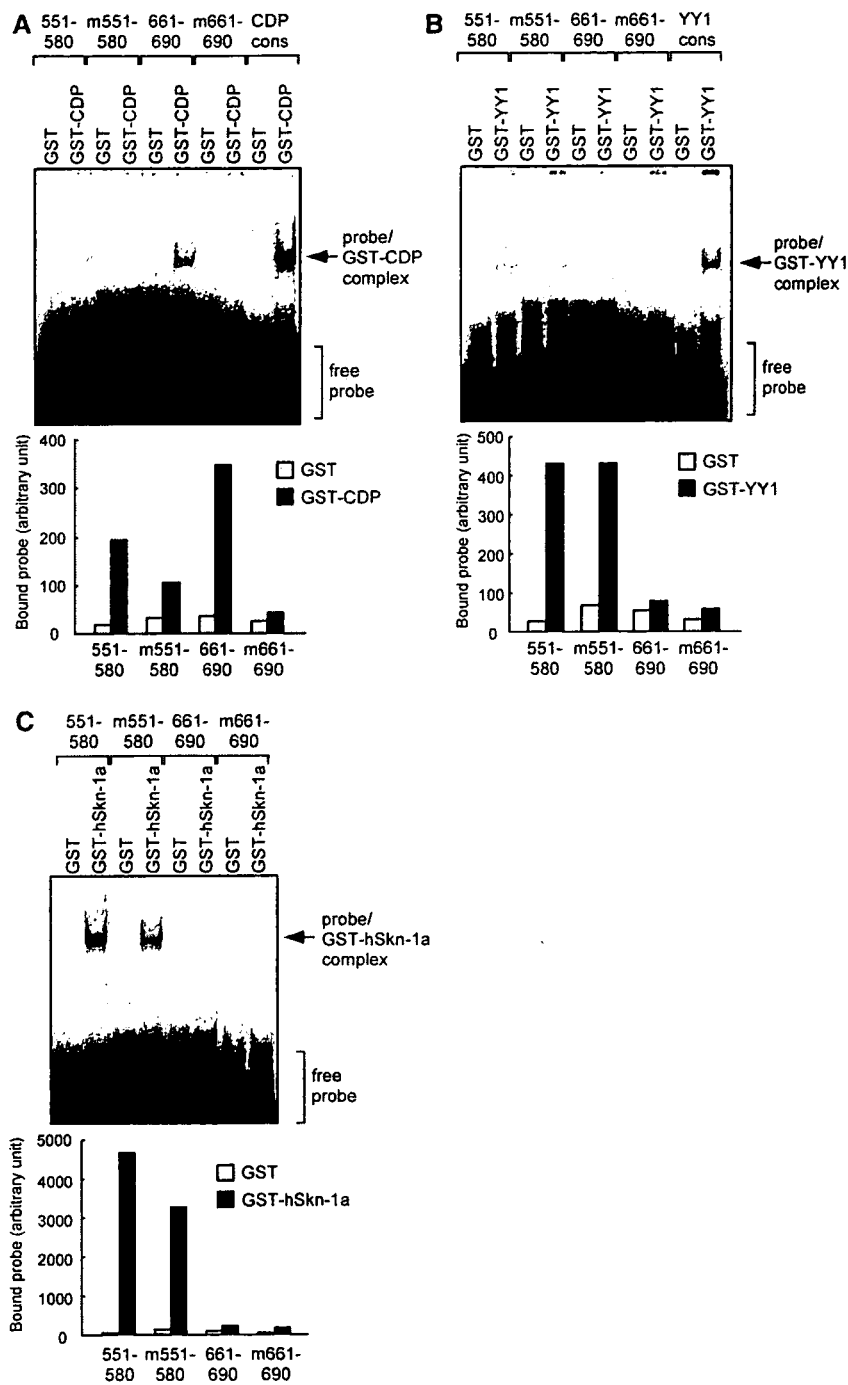 A
551-
580
m551-
580
661-
690
m661-
690
CDP
cons
GST
GST-CDP
GST
GST-CDP
GST
GST-CDP
GST
GST-CDP
GST
GST-CDP
probe/
GST-CDP
complex
free
probe
Bound probe (arbitrary unit)
400
300
200
100
0
GST
GST-CDP
551-
580
m551-
580
661-
690
m661-
690
B
551-
580
m551-
580
661-
690
m661-
690
YY1
cons
GST
GST-YY1
GST
GST-YY1
GST
GST-YY1
GST
GST-YY1
GST
GST-YY1
probe/
GST-YY1
complex
free
probe
Bound probe (arbitrary unit)
500
400
300
200
100
0
GST
GST-YY1
551-
580
m551-
580
661-
690
m661-
690
C
551-
580
m551-
580
661-
690
m661-
690
GST
GST-hSkn-1a
GST
GST-hSkn-1a
GST
GST-hSkn-1a
GST
GST-hSkn-1a
probe/
GST-hSkn-1a
complex
free
probe
Bound probe (arbitrary unit)
5000
4000
3000
2000
1000
0
GST
GST-hSkn-1a
551-
580
m551-
580
661-
690
m661-
690